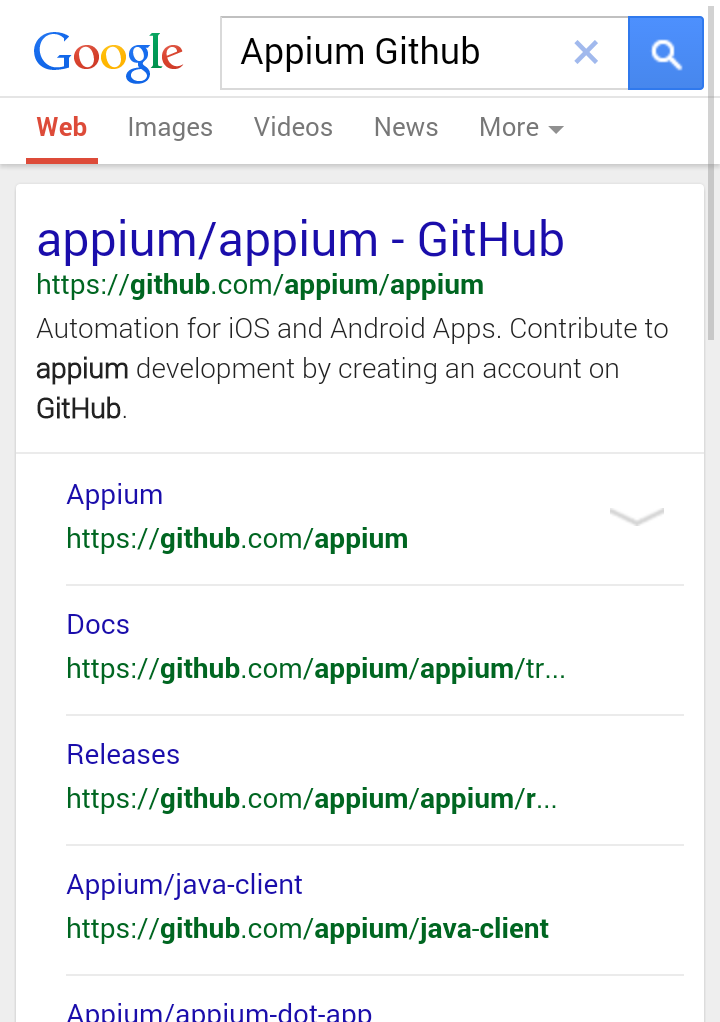 Google Appium Github
Web Images Videos News More
appium/appium - GitHub
https://github.com/appium/appium
Automation for iOS and Android Apps. Contribute to
appium development by creating an account on
GitHub.
Appium
https://github.com/appium
Docs
https://github.com/appium/appium/tr...
Releases
https://github.com/appium/appium/r...
Appium/java-client
https://github.com/appium/java-client
Appium/appium-dot-app